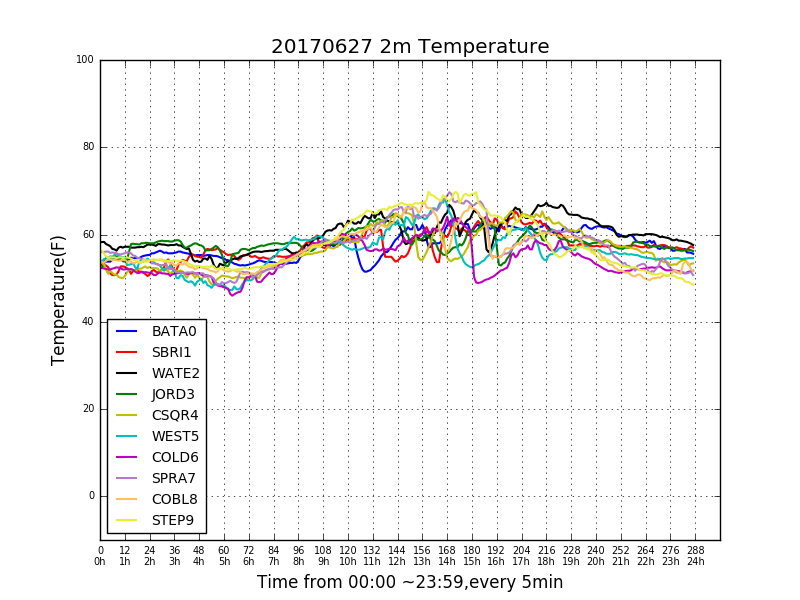 20170627 2m Temperature
100
80
60
40
20
0
Temperature(F)
BATA0
SBRI1
WATE2
JORD3
CSQR4
WEST5
COLD6
SPRA7
COBL8
STEP9
0 12 24 36 48 60 72 84 96 108 120 132 144 156 168 180 192 204 216 228 240 252 264 276 288
0h 1h 2h 3h 4h 5h 6h 7h 8h 9h 10h 11h 12h 13h 14h 15h 16h 17h 18h 19h 20h 21h 22h 23h 24h
Time from 00:00 ~23:59,every 5min